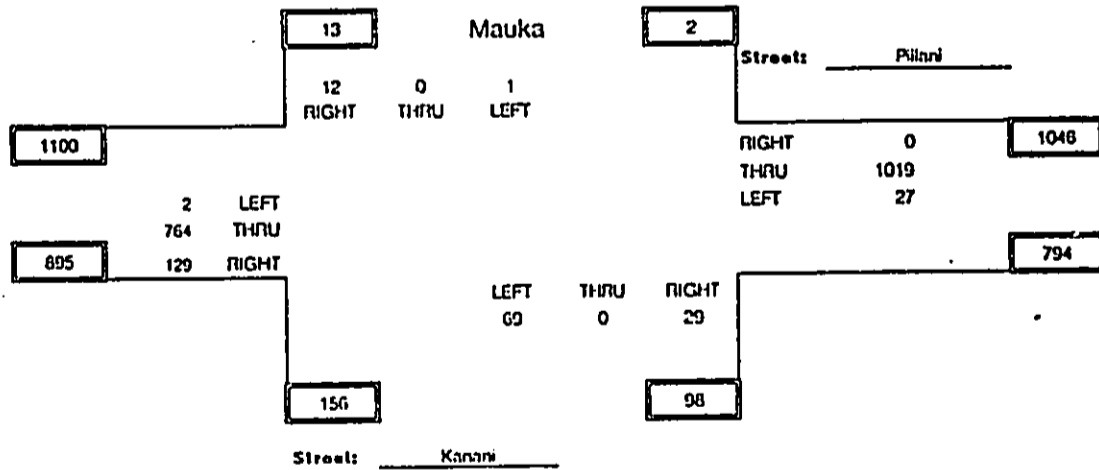 13 Mauka 2
Street: Piilani
12 0 1
RIGHT THRU LEFT
1100
RIGHT 0 1046
THRU 1019
LEFT 27
2 LEFT
764 THRU
895 129 RIGHT
794
LEFT THRU RIGHT
69 0 29
156 98
Street: Kanani